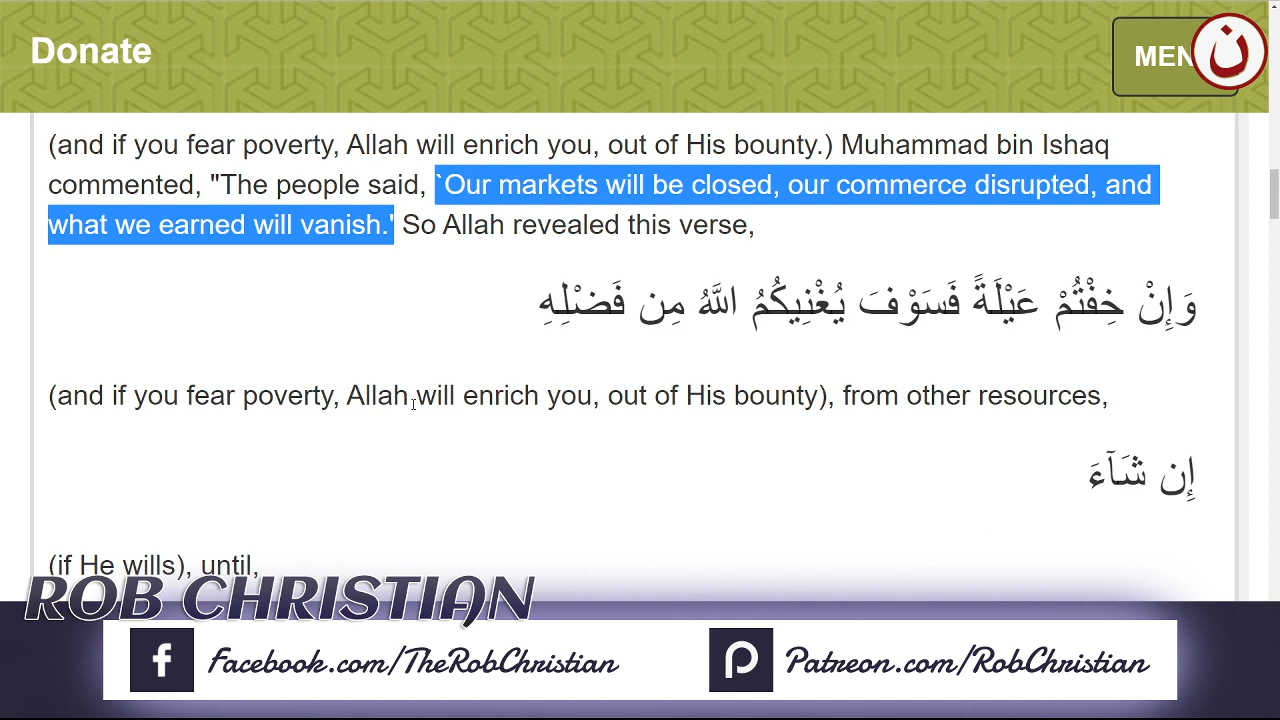 Donate
MEN
ن
(and if you fear poverty, Allah will enrich you, out of His bounty.) Muhammad bin Ishaq
commented, "The people said, `Our markets will be closed, our commerce disrupted, and
what we earned will vanish.' So Allah revealed this verse,
وَإِنْ خِفْتُمْ عَيْلَةً فَسَوْفَ يُغْنِيكُمُ اللَّهُ مِن فَضْلِهِ
(and if you fear poverty, Allah will enrich you, out of His bounty), from other resources,
إِن شَآءَ
(if He wills), until,
ROB CHRISTIAN
f Facebook.com/TheRobChristian
Patreon.com/RobChristian